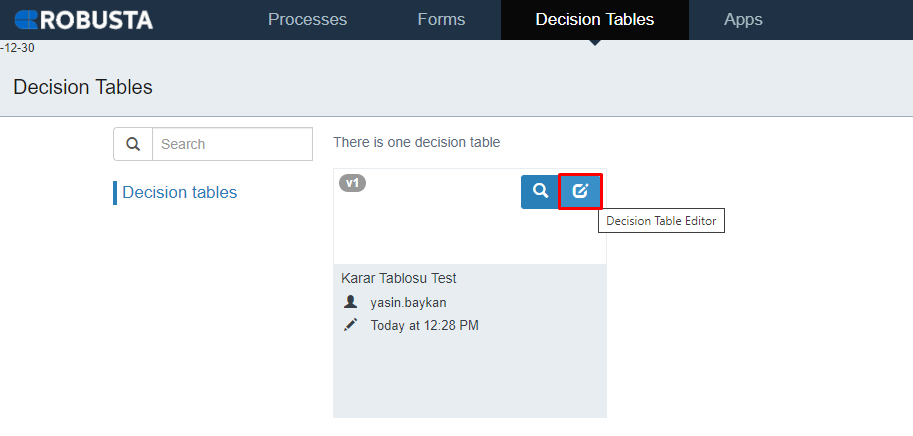 ROBUSTA Processes Forms Decision Tables Apps
-12-30
Decision Tables
Search
There is one decision table
Decision tables
v1
Decision Table Editor
Karar Tablosu Test
yasin.baykan
Today at 12:28 PM